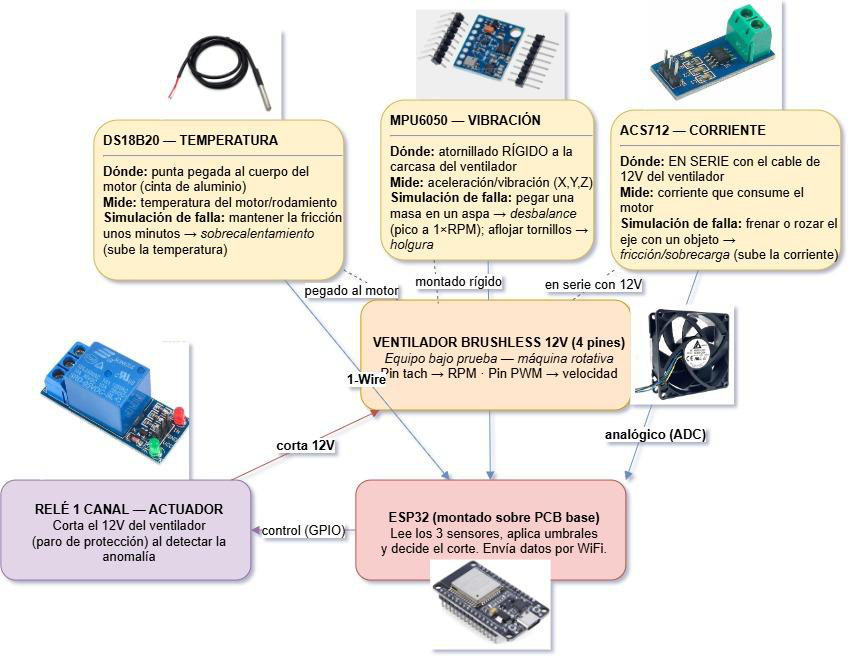 DS18B20 — TEMPERATURA
Dónde: punta pegada al cuerpo del
motor (cinta de aluminio)
Mide: temperatura del motor/rodamiento
Simulación de falla: mantener la fricción
unos minutos → sobrecalentamiento
(sube la temperatura)
MPU6050 — VIBRACIÓN
Dónde: atornillado RÍGIDO a la
carcasa del ventilador
Mide: aceleración/vibración (X,Y,Z)
Simulación de falla: pegar una
masa en un aspa → desbalance
(pico a 1×RPM); aflojar tornillos →
holgura
ACS712 — CORRIENTE
Dónde: EN SERIE con el cable de
12V del ventilador
Mide: corriente que consume el
motor
Simulación de falla: frenar o rozar el
eje con un objeto →
fricción/sobrecarga (sube la corriente)
pegado al motor
montado rígido
en serie con 12V
VENTILADOR BRUSHLESS 12V (4 pines)
Equipo bajo prueba — máquina rotativa
Pin tach → RPM · Pin PWM → velocidad
1-Wire
analógico (ADC)
corta 12V
RELÉ 1 CANAL — ACTUADOR
Corta el 12V del ventilador
(paro de protección) al detectar la
anomalía
control (GPIO)
ESP32 (montado sobre PCB base)
Lee los 3 sensores, aplica umbrales
y decide el corte. Envía datos por WiFi.